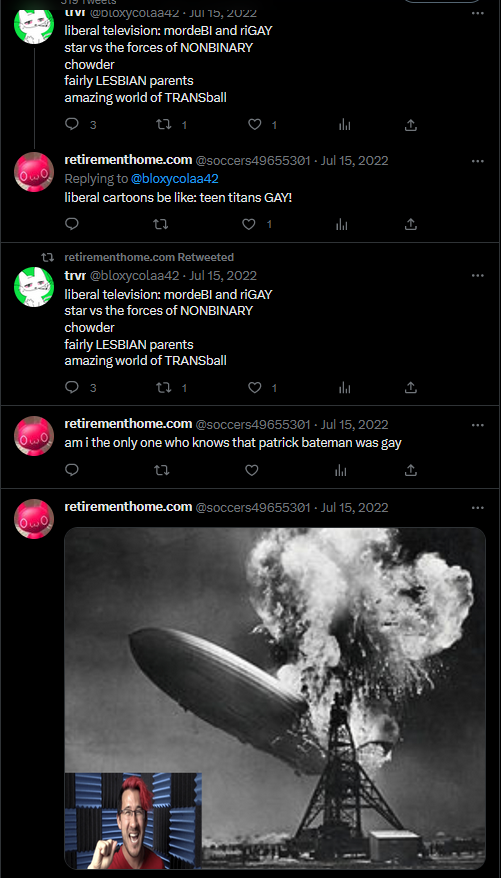 519 Tweets
trvr @bloxycolaa42 · Jul 15, 2022
liberal television: mordeBI and riGAY
star vs the forces of NONBINARY
chowder
fairly LESBIAN parents
amazing world of TRANSball
3 1 1
retirementhome.com @soccers49655301 · Jul 15, 2022
Replying to @bloxycolaa42
liberal cartoons be like: teen titans GAY!
1
retirementhome.com Retweeted
trvr @bloxycolaa42 · Jul 15, 2022
liberal television: mordeBI and riGAY
star vs the forces of NONBINARY
chowder
fairly LESBIAN parents
amazing world of TRANSball
3 1 1
retirementhome.com @soccers49655301 · Jul 15, 2022
am i the only one who knows that patrick bateman was gay
retirementhome.com @soccers49655301 · Jul 15, 2022